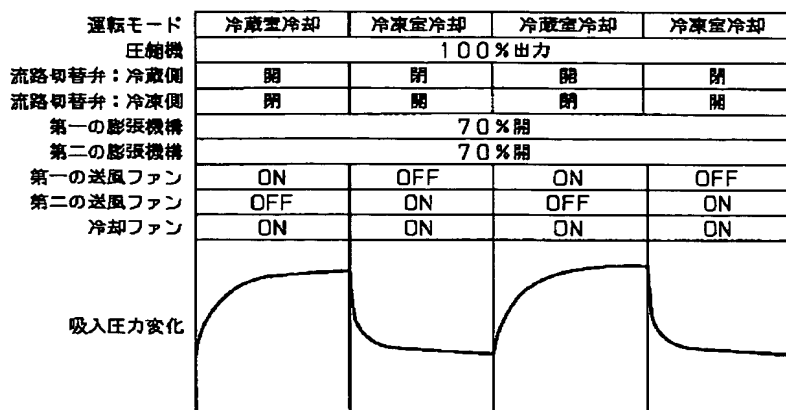 運転モード 冷蔵室冷却 冷凍室冷却 冷蔵室冷却 冷凍室冷却
圧縮機 100%出力
流路切替弁：冷蔵側 開 閉 開 閉
流路切替弁：冷凍側 閉 開 閉 開
第一の膨張機構 70%開
第二の膨張機構 70%開
第一の送風ファン ON OFF ON OFF
第二の送風ファン OFF ON OFF ON
冷却ファン ON ON ON ON
吸入圧力変化